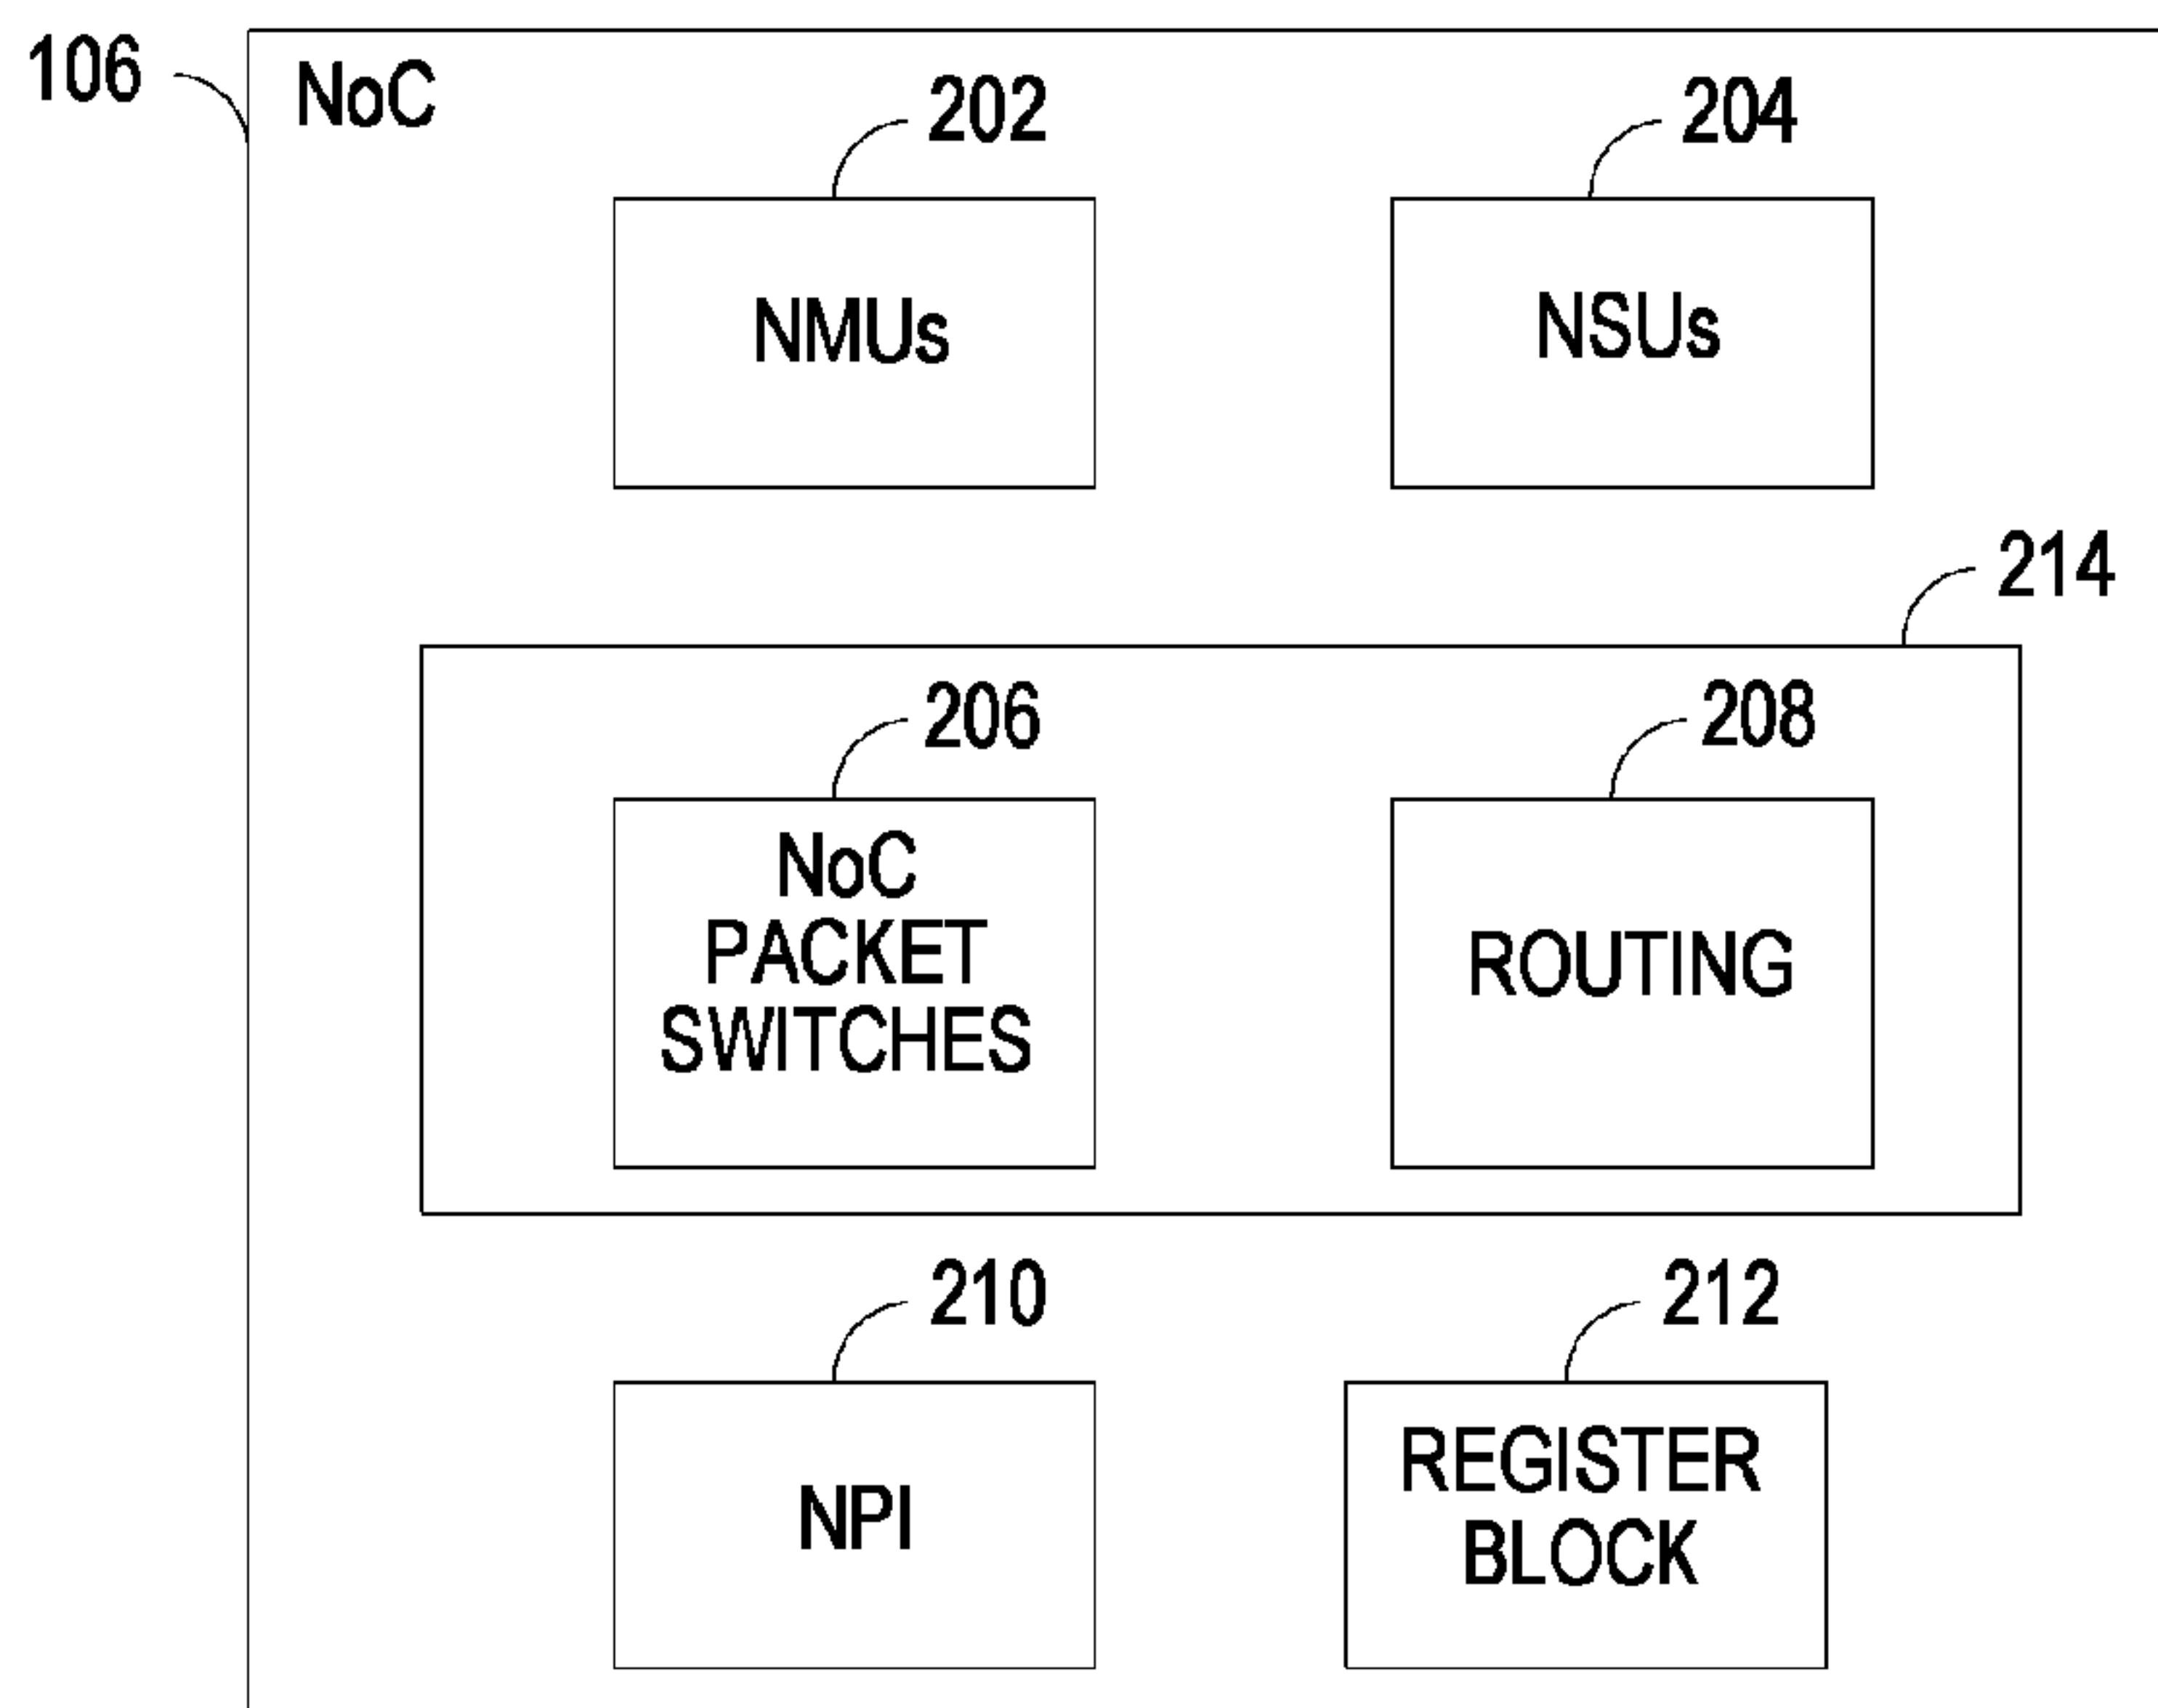 106
NoC
202
204
NMUs
NSUs
214
206
208
NoC
PACKET
SWITCHES
ROUTING
210
212
NPI
REGISTER
BLOCK